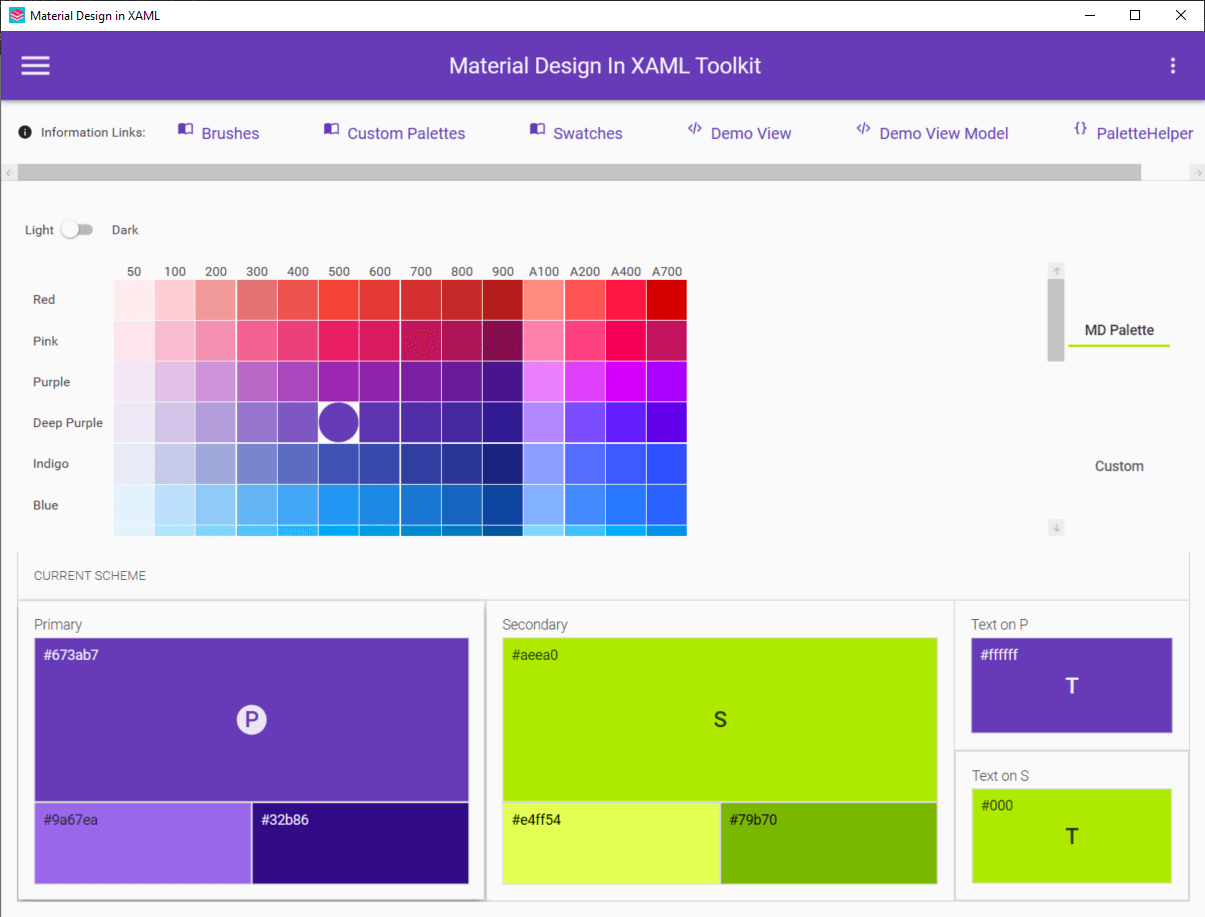 Material Design in XAML
Material Design In XAML Toolkit
Information Links: Brushes Custom Palettes Swatches Demo View Demo View Model PaletteHelper
Light Dark
50 100 200 300 400 500 600 700 800 900 A100 A200 A400 A700
Red
Pink
MD Palette
Purple
Deep Purple
Indigo
Custom
Blue
CURRENT SCHEME
Primary
#673ab7
P
#9a67ea
#32b86
Secondary
#aeea0
S
#e4ff54
#79b70
Text on P
#ffffff
T
Text on S
#000
T